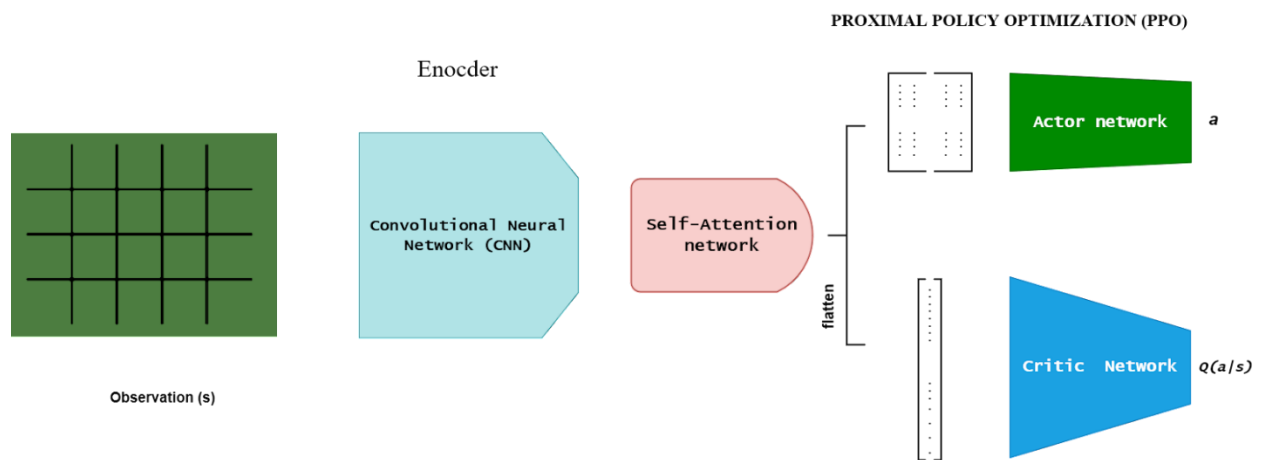 PROXIMAL POLICY OPTIMIZATION (PPO)
Enocder
Convolutional Neural
Network (CNN)
Self-Attention
network
flatten
Actor network
a
Critic Network
Q(a|s)
Observation (s)